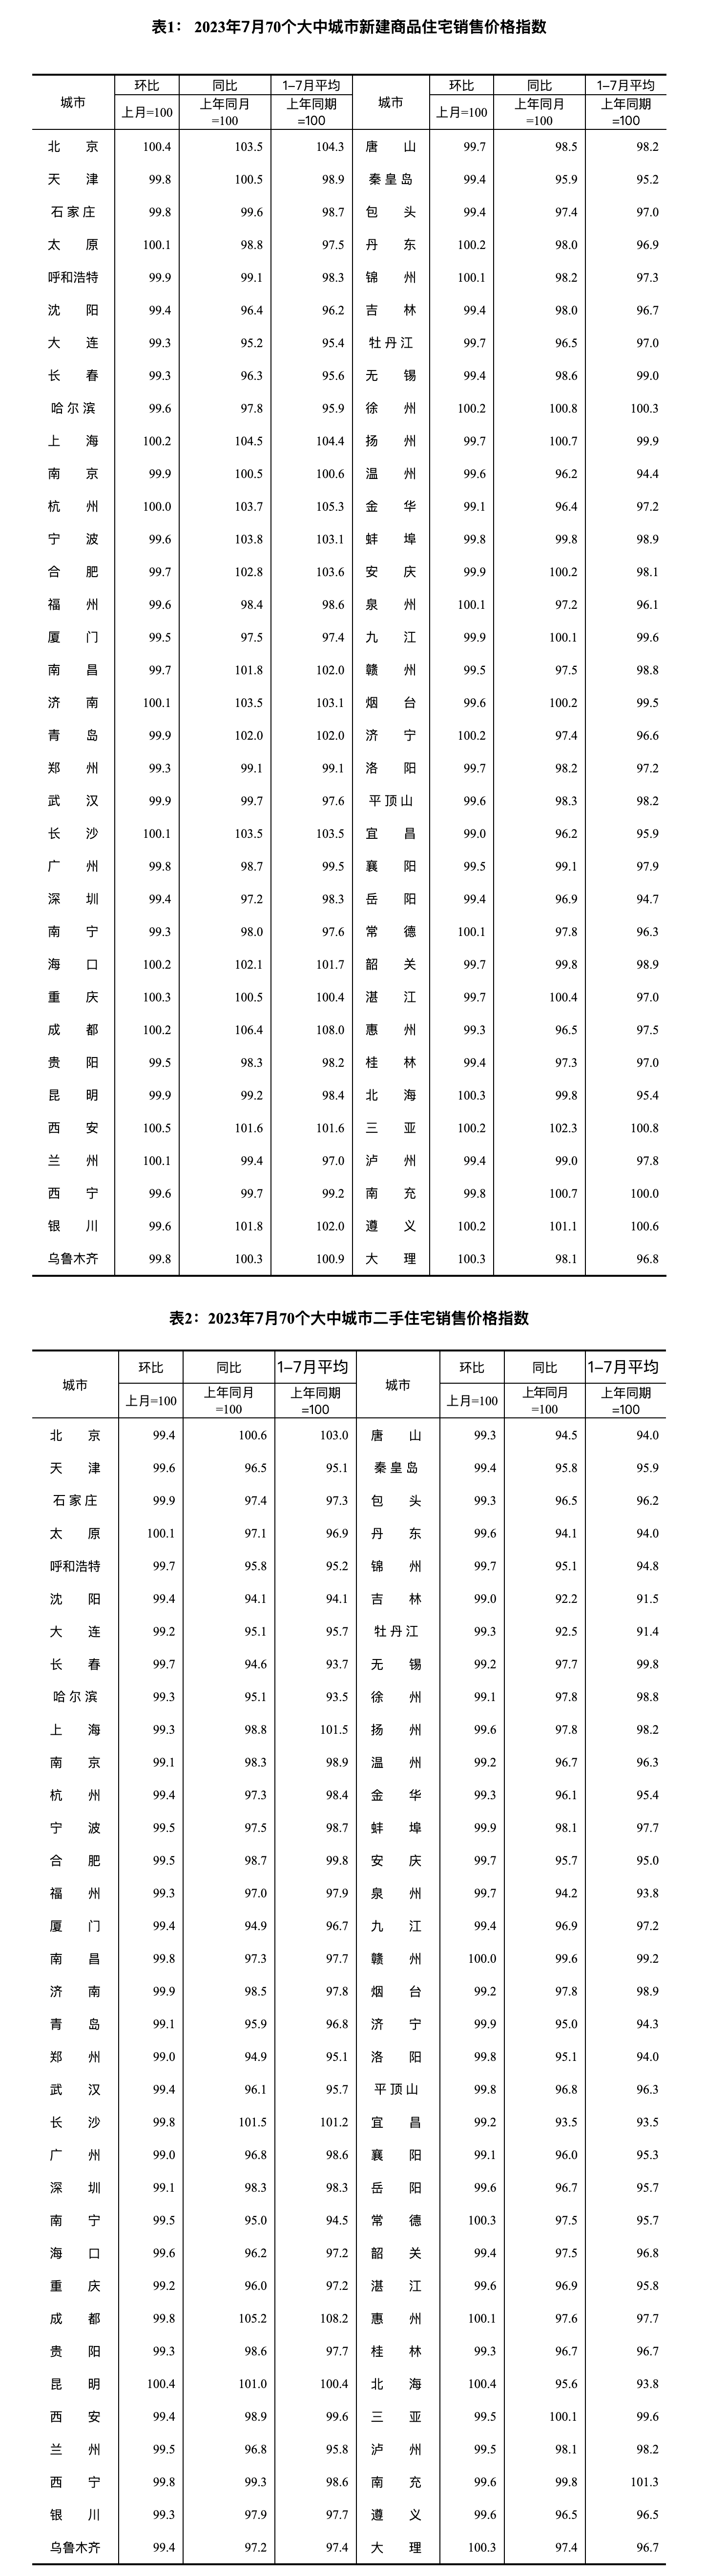 表1： 2023年7月70个大中城市新建商品住宅销售价格指数
城市 环比 同比 1–7月平均 城市 环比 同比 1–7月平均
上月=100 上年同月=100 上年同期=100 上月=100 上年同月=100 上年同期=100
北 京 100.4 103.5 104.3 唐 山 99.7 98.5 98.2
天 津 99.8 100.5 98.9 秦皇岛 99.4 95.9 95.2
石家庄 99.8 99.6 98.7 包 头 99.4 97.4 97.0
太 原 100.1 98.8 97.5 丹 东 100.2 98.0 96.9
呼和浩特 99.9 99.1 98.3 锦 州 100.1 98.2 97.3
沈 阳 99.4 96.4 96.2 吉 林 99.4 98.0 96.7
大 连 99.3 95.2 95.4 牡丹江 99.7 96.5 97.0
长 春 99.3 96.3 95.6 无 锡 99.4 98.6 99.0
哈尔滨 99.6 97.8 95.9 徐 州 100.2 100.8 100.3
上 海 100.2 104.5 104.4 扬 州 99.7 100.7 99.9
南 京 99.9 100.5 100.6 温 州 99.6 96.2 94.4
杭 州 100.0 103.7 105.3 金 华 99.1 96.4 97.2
宁 波 99.6 103.8 103.1 蚌 埠 99.8 99.8 98.9
合 肥 99.7 102.8 103.6 安 庆 99.9 100.2 98.1
福 州 99.6 98.4 98.6 泉 州 100.1 97.2 96.1
厦 门 99.5 97.5 97.4 九 江 99.9 100.1 99.6
南 昌 99.7 101.8 102.0 赣 州 99.5 97.5 98.8
济 南 100.1 103.5 103.1 烟 台 99.6 100.2 99.5
青 岛 99.9 102.0 102.0 济 宁 100.2 97.4 96.6
郑 州 99.3 99.1 99.1 洛 阳 99.7 98.2 97.2
武 汉 99.9 99.7 97.6 平顶山 99.6 98.3 98.2
长 沙 100.1 103.5 103.5 宜 昌 99.0 96.2 95.9
广 州 99.8 98.7 99.5 襄 阳 99.5 99.1 97.9
深 圳 99.4 97.2 98.3 岳 阳 99.4 96.9 94.7
南 宁 99.3 98.0 97.6 常 德 100.1 97.8 96.3
海 口 100.2 102.1 101.7 韶 关 99.7 99.8 98.9
重 庆 100.3 100.5 100.4 湛 江 99.7 100.4 97.0
成 都 100.2 106.4 108.0 惠 州 99.3 96.5 97.5
贵 阳 99.5 98.3 98.2 桂 林 99.4 97.3 97.0
昆 明 99.9 99.2 98.4 北 海 100.3 99.8 95.4
西 安 100.5 101.6 101.6 三 亚 100.2 102.3 100.8
兰 州 100.1 99.4 97.0 泸 州 99.4 99.0 97.8
西 宁 99.6 99.7 99.2 南 充 99.8 100.7 100.0
银 川 99.6 101.8 102.0 遵 义 100.2 101.1 100.6
乌鲁木齐 99.8 100.3 100.9 大 理 100.3 98.1 96.8
表2：2023年7月70个大中城市二手住宅销售价格指数
城市 环比 同比 1–7月平均 城市 环比 同比 1–7月平均
上月=100 上年同月=100 上年同期=100 上月=100 上年同月=100 上年同期=100
北 京 99.4 100.6 103.0 唐 山 99.3 94.5 94.0
天 津 99.6 96.5 95.1 秦皇岛 99.4 95.8 95.9
石家庄 99.9 97.4 97.3 包 头 99.3 96.5 96.2
太 原 100.1 97.1 96.9 丹 东 99.6 94.1 94.0
呼和浩特 99.7 95.8 95.2 锦 州 99.7 95.1 94.8
沈 阳 99.4 94.1 94.1 吉 林 99.0 92.2 91.5
大 连 99.2 95.1 95.7 牡丹江 99.3 92.5 91.4
长 春 99.7 94.6 93.7 无 锡 99.2 97.7 99.8
哈尔滨 99.3 95.1 93.5 徐 州 99.1 97.8 98.8
上 海 99.3 98.8 101.5 扬 州 99.6 97.8 98.2
南 京 99.1 98.3 98.9 温 州 99.2 96.7 96.3
杭 州 99.4 97.3 98.4 金 华 99.3 96.1 95.4
宁 波 99.5 97.5 98.7 蚌 埠 99.9 98.1 97.7
合 肥 99.5 98.7 99.8 安 庆 99.7 95.7 95.0
福 州 99.3 97.0 97.9 泉 州 99.7 94.2 93.8
厦 门 99.4 94.9 96.7 九 江 99.4 96.9 97.2
南 昌 99.8 97.3 97.7 赣 州 100.0 99.6 99.2
济 南 99.9 98.5 97.8 烟 台 99.2 97.8 98.9
青 岛 99.1 95.9 96.8 济 宁 99.9 95.0 94.3
郑 州 99.0 94.9 95.1 洛 阳 99.8 95.1 94.0
武 汉 99.4 96.1 95.7 平顶山 99.8 96.8 96.3
长 沙 99.8 101.5 101.2 宜 昌 99.2 93.5 93.5
广 州 99.0 96.8 98.6 襄 阳 99.1 96.0 95.3
深 圳 99.1 98.3 98.3 岳 阳 99.6 96.7 95.7
南 宁 99.5 95.0 94.5 常 德 100.3 97.5 95.7
海 口 99.6 96.2 97.2 韶 关 99.4 97.5 96.8
重 庆 99.2 96.0 97.2 湛 江 99.6 96.9 95.8
成 都 99.8 105.2 108.2 惠 州 100.1 97.6 97.7
贵 阳 99.3 98.6 97.7 桂 林 99.3 96.7 96.7
昆 明 100.4 101.0 100.4 北 海 100.4 95.6 93.8
西 安 99.4 98.9 99.6 三 亚 99.5 100.1 99.6
兰 州 99.5 96.8 95.8 泸 州 99.5 98.1 98.2
西 宁 99.8 99.3 98.6 南 充 99.6 99.8 101.3
银 川 99.3 97.9 97.7 遵 义 99.6 96.5 96.5
乌鲁木齐 99.4 97.2 97.4 大 理 100.3 97.4 96.7